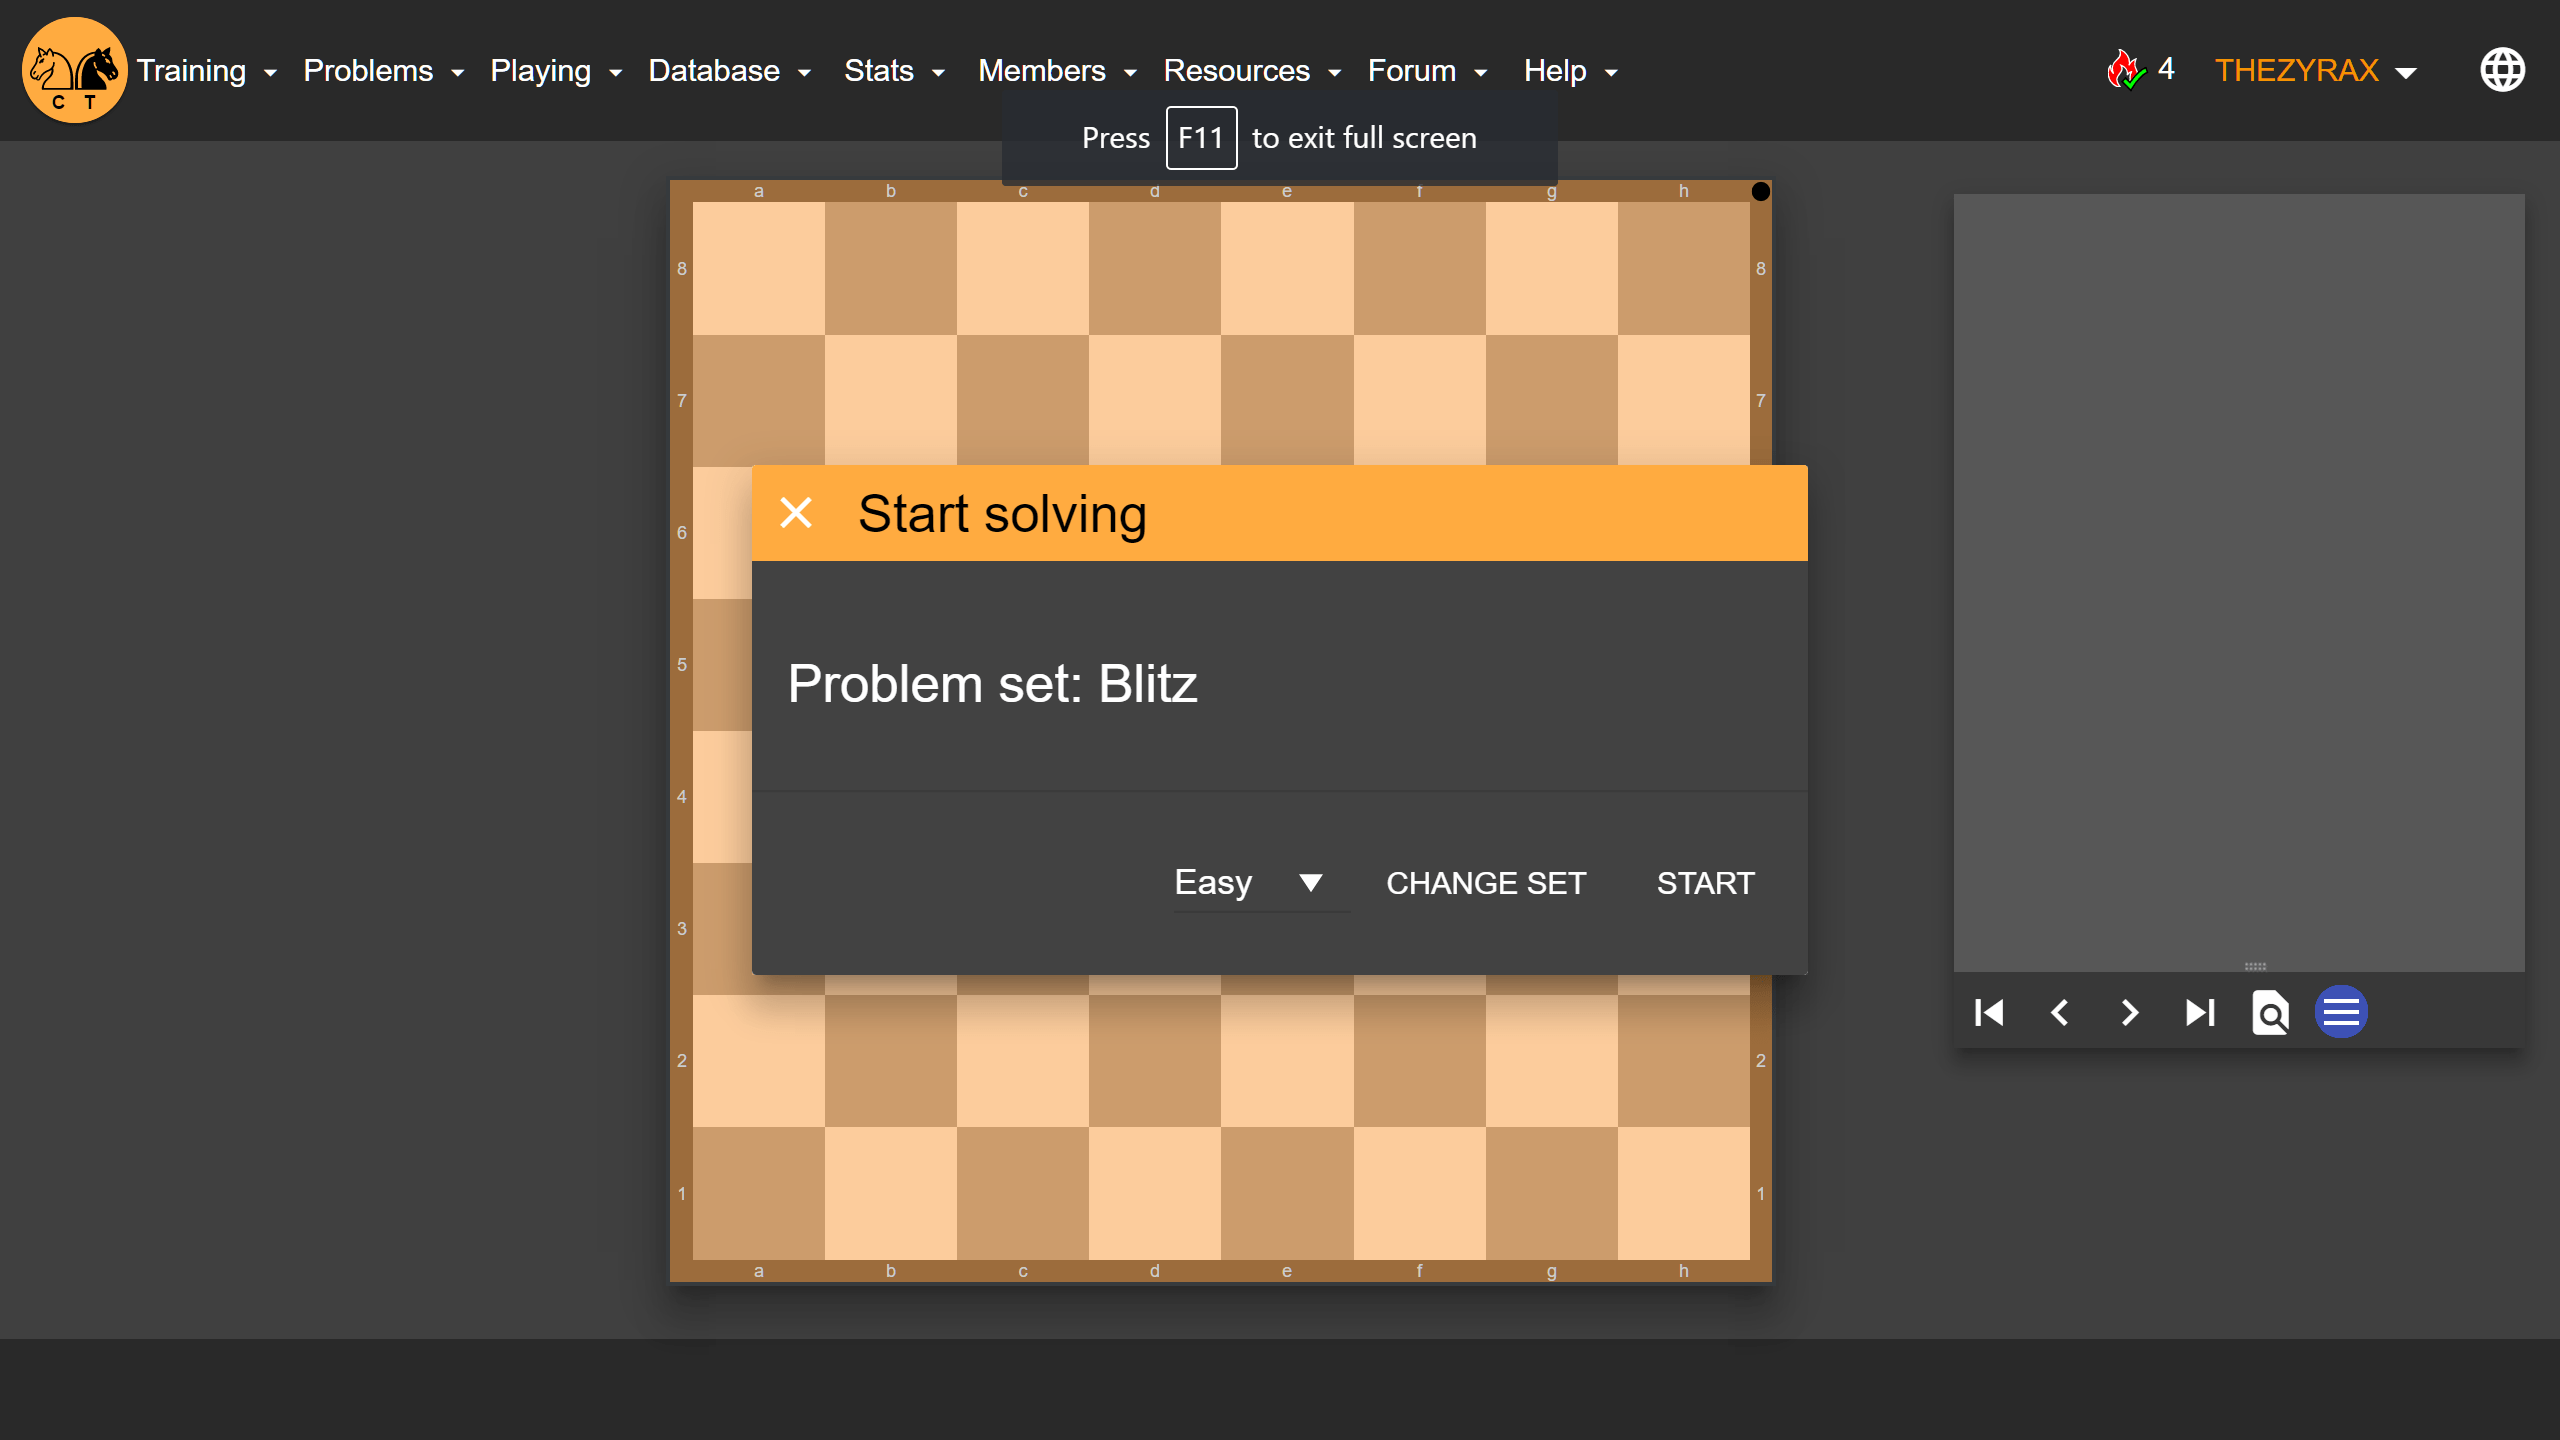 C T
Training Problems Playing Database Stats Members Resources Forum Help 4 THEZYRAX
Press F11 to exit full screen
a b c d e f g h
8 8
7 7
Start solving
6
5
Problem set: Blitz
4
Easy CHANGE SET START
3
2 2
1 1
a b c d e f g h